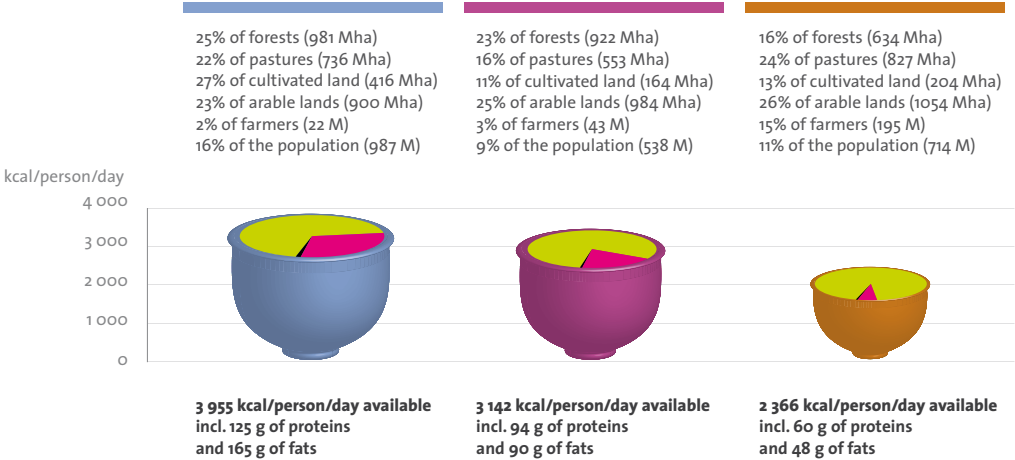 25% of forests (981 Mha)
22% of pastures (736 Mha)
27% of cultivated land (416 Mha)
23% of arable lands (900 Mha)
2% of farmers (22 M)
16% of the population (987 M)
23% of forests (922 Mha)
16% of pastures (553 Mha)
11% of cultivated land (164 Mha)
25% of arable lands (984 Mha)
3% of farmers (43 M)
9% of the population (538 M)
16% of forests (634 Mha)
24% of pastures (827 Mha)
13% of cultivated land (204 Mha)
26% of arable lands (1054 Mha)
15% of farmers (195 M)
11% of the population (714 M)
kcal/person/day
4 000
3 000
2 000
1 000
0
3 955 kcal/person/day available
incl. 125 g of proteins
and 165 g of fats
3 142 kcal/person/day available
incl. 94 g of proteins
and 90 g of fats
2 366 kcal/person/day available
incl. 60 g of proteins
and 48 g of fats